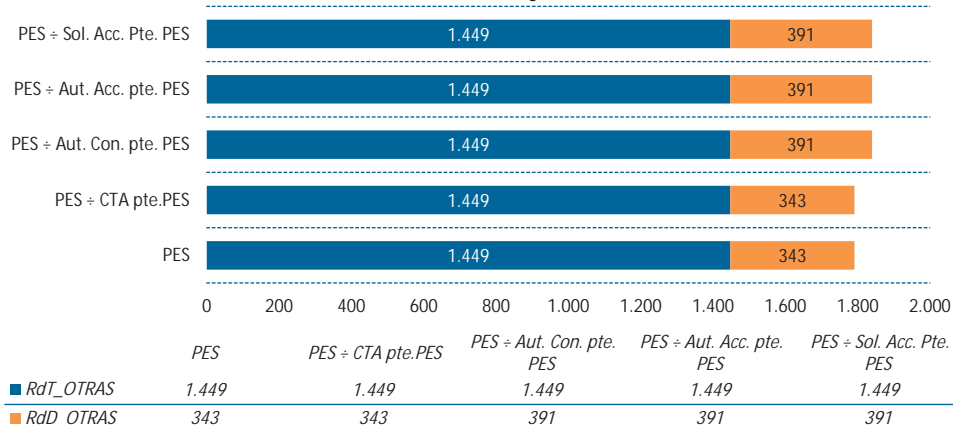 PES ÷ Sol. Acc. Pte. PES 1.449 391
PES ÷ Aut. Acc. pte. PES 1.449 391
PES ÷ Aut. Con. pte. PES 1.449 391
PES ÷ CTA pte.PES 1.449 343
PES 1.449 343
0 200 400 600 800 1.000 1.200 1.400 1.600 1.800 2.000
PES PES ÷ CTA pte.PES PES ÷ Aut. Con. pte. PES PES ÷ Aut. Acc. pte. PES PES ÷ Sol. Acc. Pte. PES
RdT_OTRAS 1.449 1.449 1.449 1.449 1.449
RdD_OTRAS 343 343 391 391 391